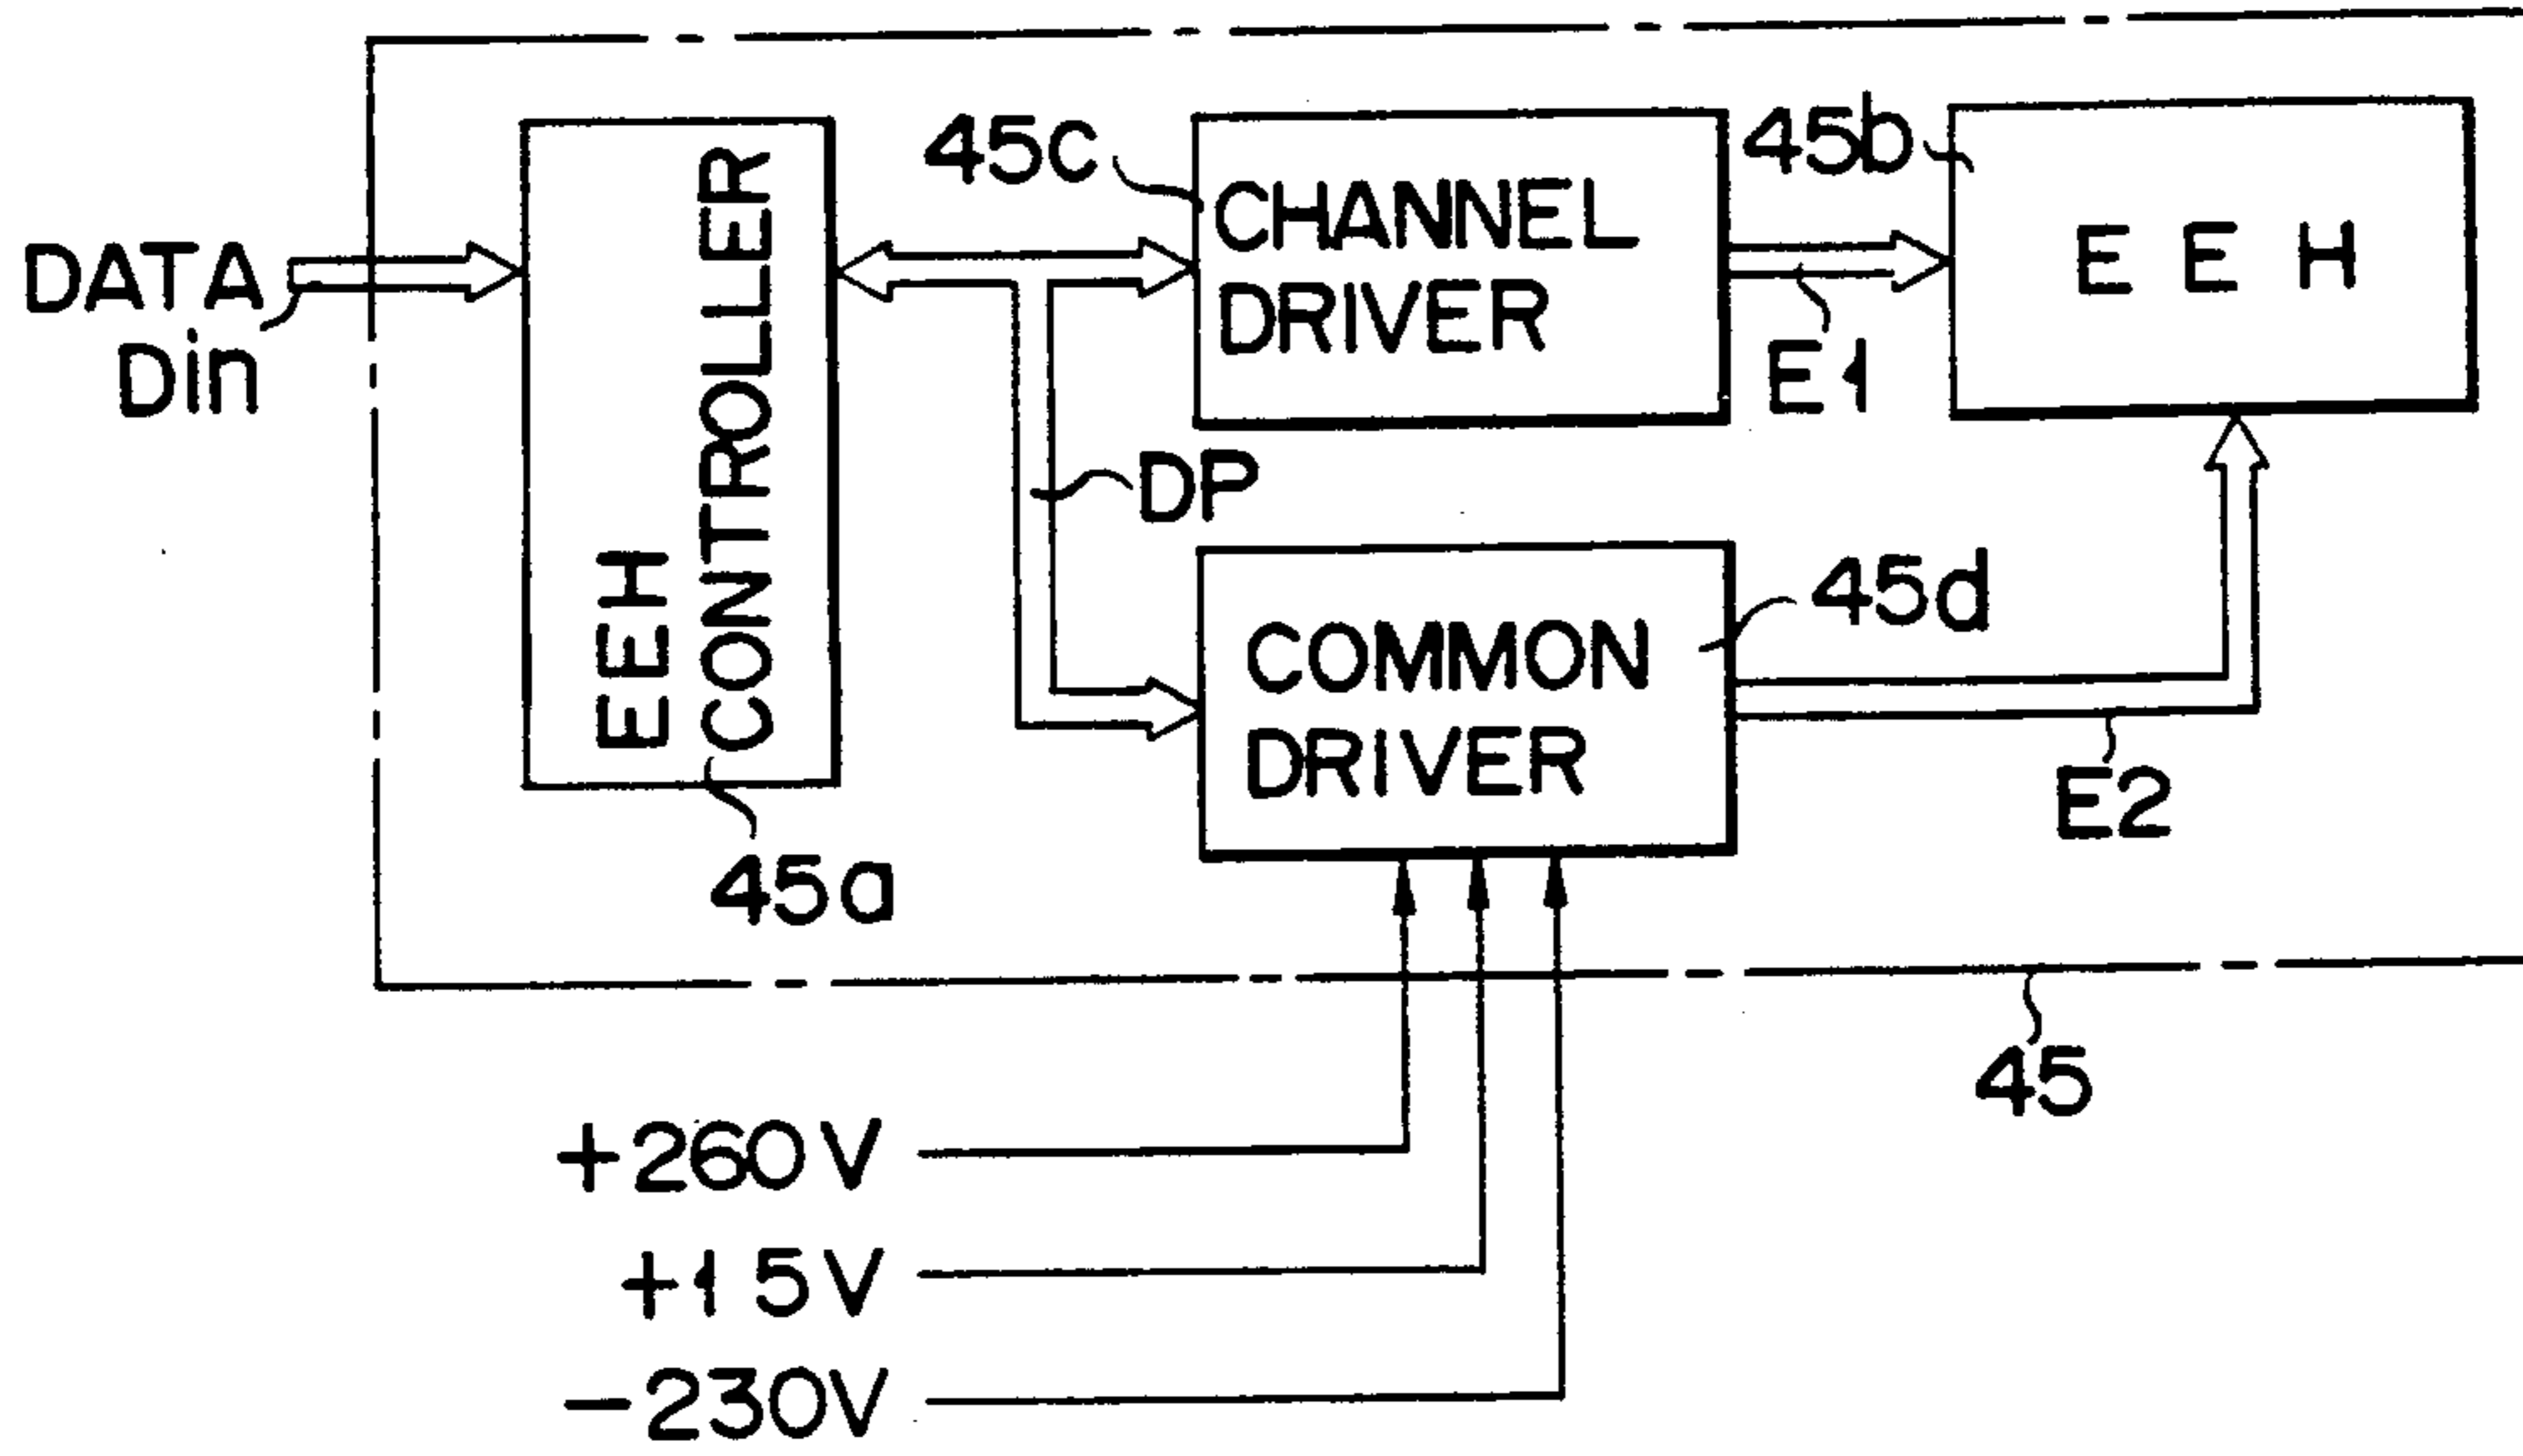 DATA
Din
EEH
CONTROLLER
45a
45c
CHANNEL
DRIVER
45b
EEH
E1
DP
COMMON
DRIVER
45d
E2
45
+260V
+15V
-230V